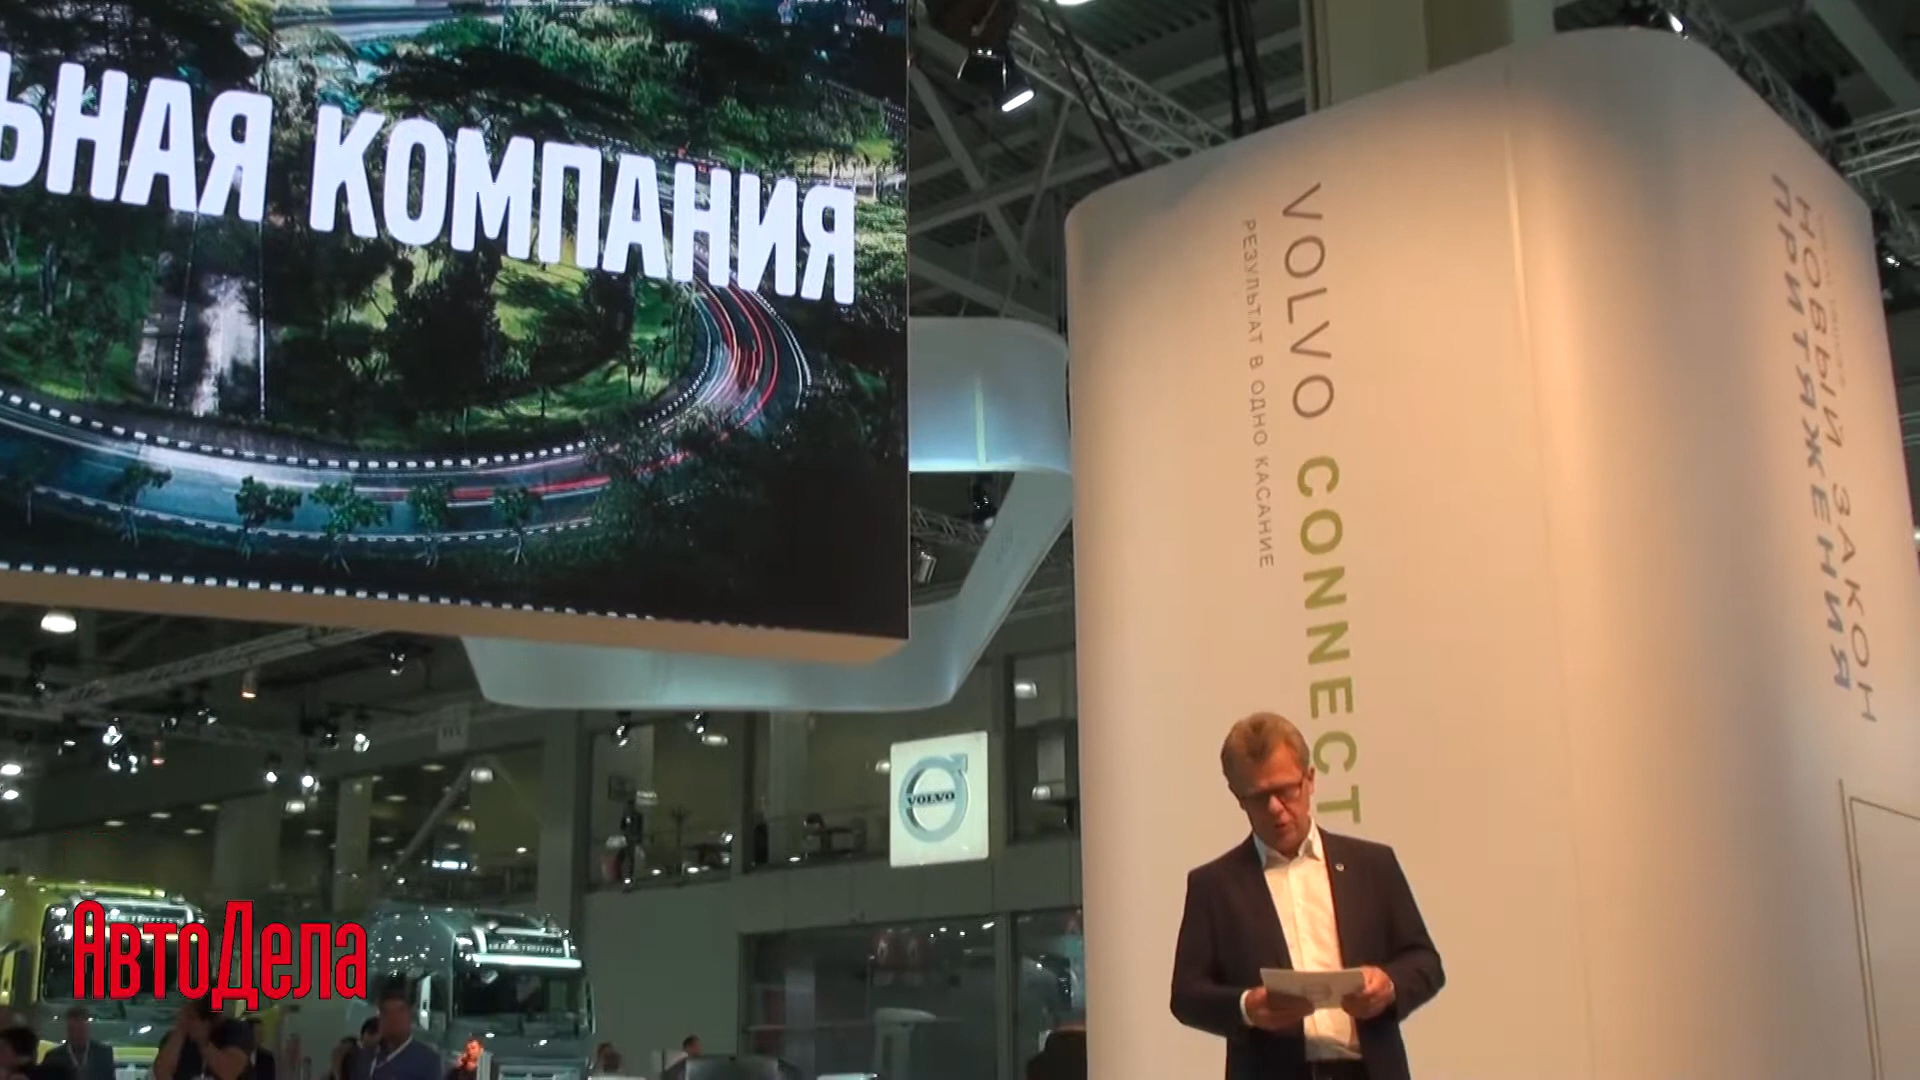 ЬНАЯ КОМПАНИЯ
VOLVO CONNECT
РЕЗУЛЬТАТ В ОДНО КАСАНИЕ
НОВЫЙ ЗАКОН
ПРИТЯЖЕНИЯ
VOLVO
АвтоДела